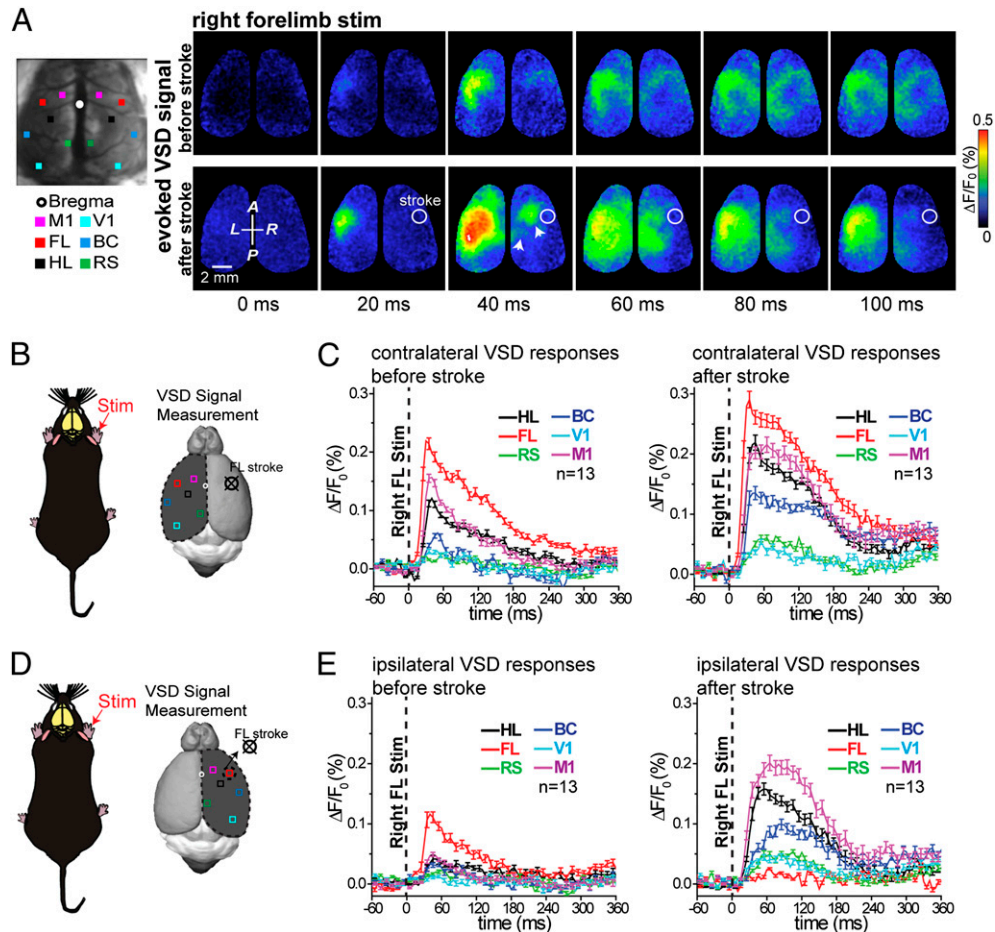 A
right forelimb stim
evoked VSD signal
before stroke
after stroke
Bregma
M1 V1
FL BC
HL RS
A
L R
P
2 mm
stroke
0 ms 20 ms 40 ms 60 ms 80 ms 100 ms
0.5
ΔF/F0 (%)
0
B
Stim
VSD Signal
Measurement
FL stroke
C
contralateral VSD responses
before stroke
0.3
0.2
0.1
0.0
ΔF/F0 (%)
Right FL Stim
HL BC
FL V1
RS M1
n=13
-60 0 60 120 180 240 300 360
time (ms)
contralateral VSD responses
after stroke
0.3
0.2
0.1
0.0
ΔF/F0 (%)
Right FL Stim
HL BC
FL V1
RS M1
n=13
-60 0 60 120 180 240 300 360
time (ms)
D
Stim
VSD Signal
Measurement
FL stroke
E
ipsilateral VSD responses
before stroke
0.3
0.2
0.1
0.0
ΔF/F0 (%)
Right FL Stim
HL BC
FL V1
RS M1
n=13
-60 0 60 120 180 240 300 360
time (ms)
ipsilateral VSD responses
after stroke
0.3
0.2
0.1
0.0
ΔF/F0 (%)
Right FL Stim
HL BC
FL V1
RS M1
n=13
-60 0 60 120 180 240 300 360
time (ms)